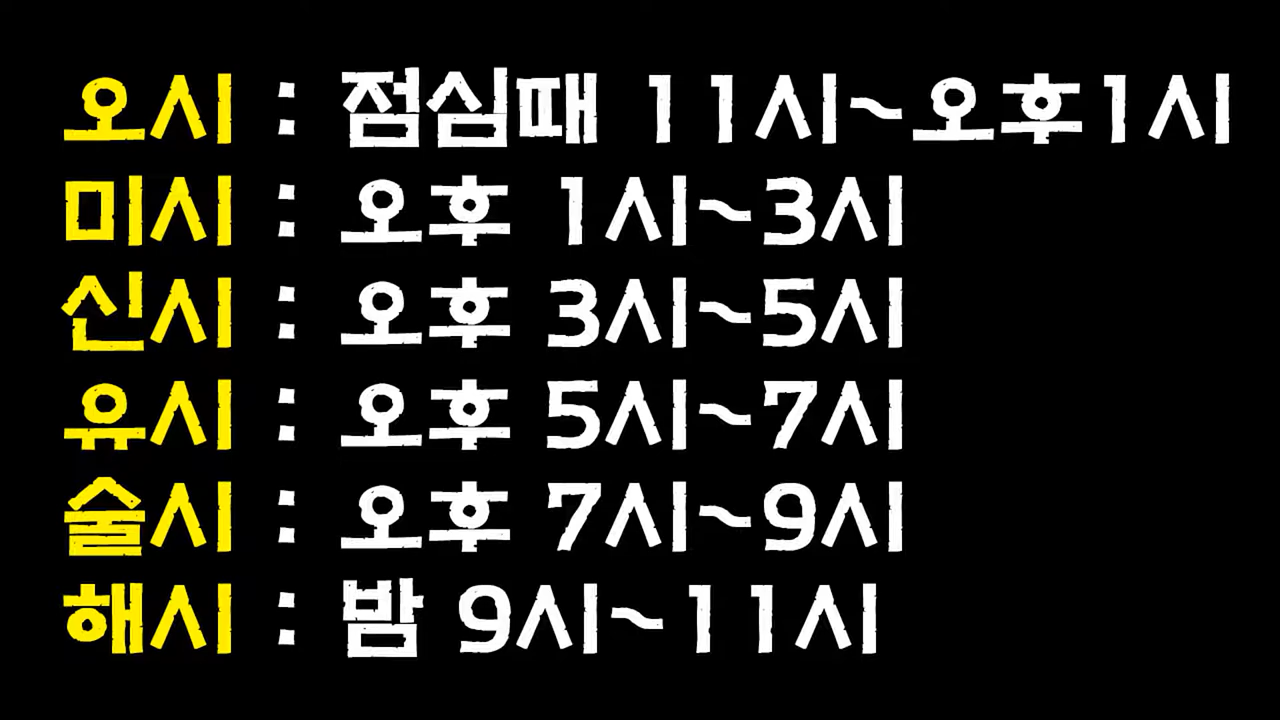 오시 : 점심때 11시~오후1시
미시 : 오후 1시~3시
신시 : 오후 3시~5시
유시 : 오후 5시~7시
술시 : 오후 7시~9시
해시 : 밤 9시~11시